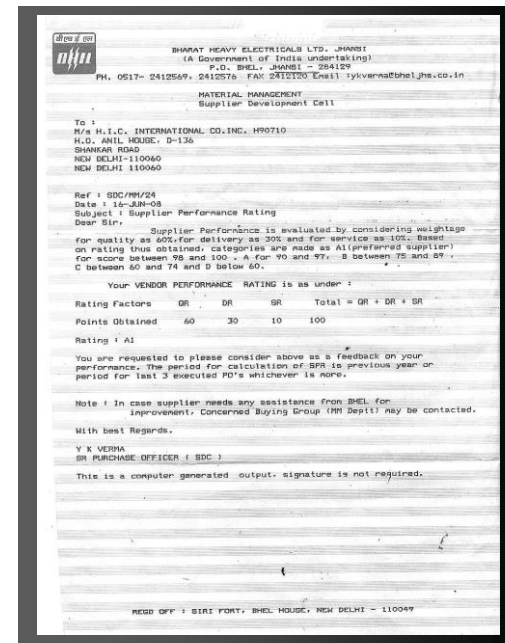 बी एच ई एल
BHARAT HEAVY ELECTRICALS LTD. JHANSI
(A Government of India undertaking)
P.O. BHEL, JHANSI - 284129
PH. 0517- 2412569, 2412576 FAX 2412120 Email :ykverma@bhel.jhs.co.in
MATERIAL MANAGEMENT
Supplier Development Cell
To :
M/s H.I.C. INTERNATIONAL CO.INC. H90710
H.O. ANIL HOUSE, D-136
SHANKAR ROAD
NEW DELHI-110060
NEW DELHI 110060
Ref : SDC/MM/24
Date : 16-JUN-08
Subject : Supplier Performance Rating
Dear Sir,
Supplier Performance is evaluated by considering weightage
for quality as 60%,for delivery as 30% and for service as 10%. Based
on rating thus obtained, categories are made as A1(preferred supplier)
for score between 98 and 100 , A for 90 and 97, B between 75 and 89 ,
C between 60 and 74 and D below 60.
Your VENDOR PERFORMANCE RATING is as under :
Rating Factors QR DR SR Total = QR + DR + SR
Points Obtained 60 30 10 100
Rating : A1
You are requested to please consider above as a feedback on your
performance. The period for calculation of SPR is previous year or
period for last 3 executed PO's whichever is more.
Note : In case supplier needs any assistance from BHEL for
improvement, Concerned Buying Group (MM Deptt) may be contacted.
With best Regards.
Y K VERMA
SR PURCHASE OFFICER ( SDC )
This is a computer generated output, signature is not required.
REGD OFF : SIRI FORT, BHEL HOUSE, NEW DELHI - 110049